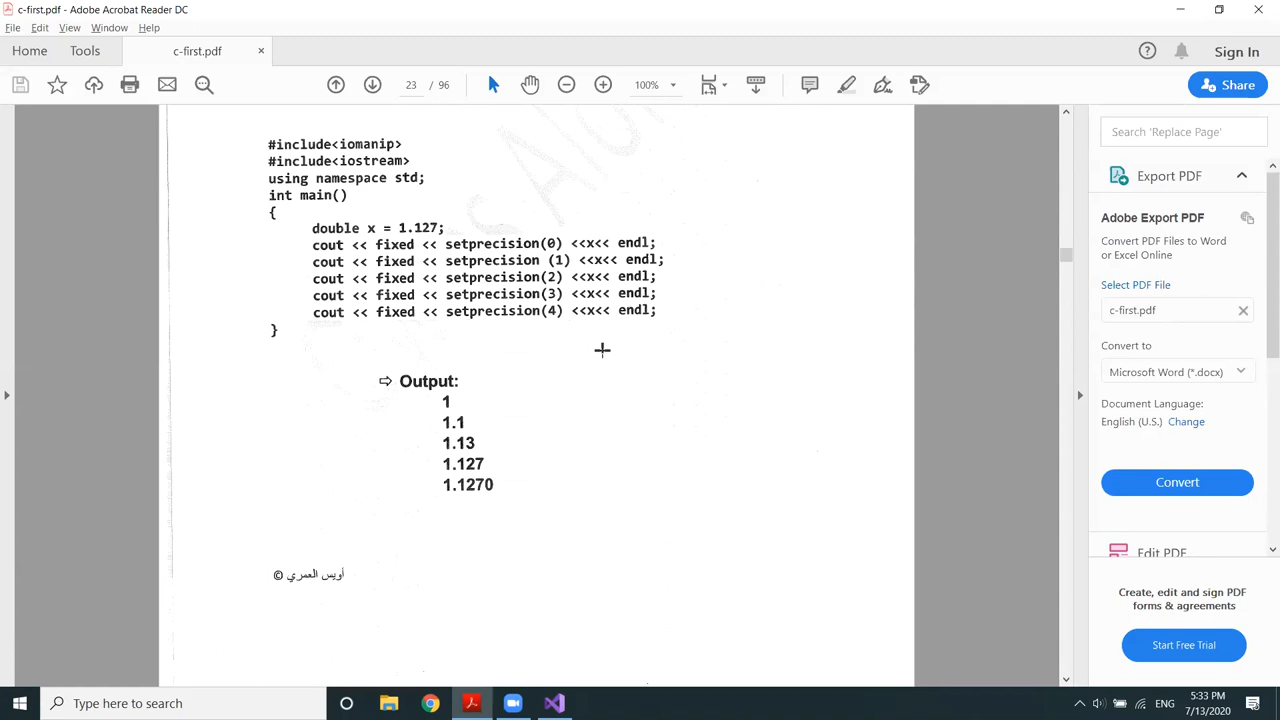 c-first.pdf - Adobe Acrobat Reader DC
File Edit View Window Help
Home Tools c-first.pdf × Sign In
23 / 96 100% Share
#include<iomanip>
#include<iostream>
using namespace std;
int main()
{
double x = 1.127;
cout << fixed << setprecision(0) <<x<< endl;
cout << fixed << setprecision (1) <<x<< endl;
cout << fixed << setprecision(2) <<x<< endl;
cout << fixed << setprecision(3) <<x<< endl;
cout << fixed << setprecision(4) <<x<< endl;
}
⇨ Output:
1
1.1
1.13
1.127
1.1270
أويس العمري ©
Search 'Replace Page'
Export PDF
Adobe Export PDF
Convert PDF Files to Word
or Excel Online
Select PDF File
c-first.pdf
Convert to
Microsoft Word (*.docx)
Document Language:
English (U.S.) Change
Convert
Edit PDF
Create, edit and sign PDF
forms & agreements
Start Free Trial
Type here to search
ENG
5:33 PM
7/13/2020